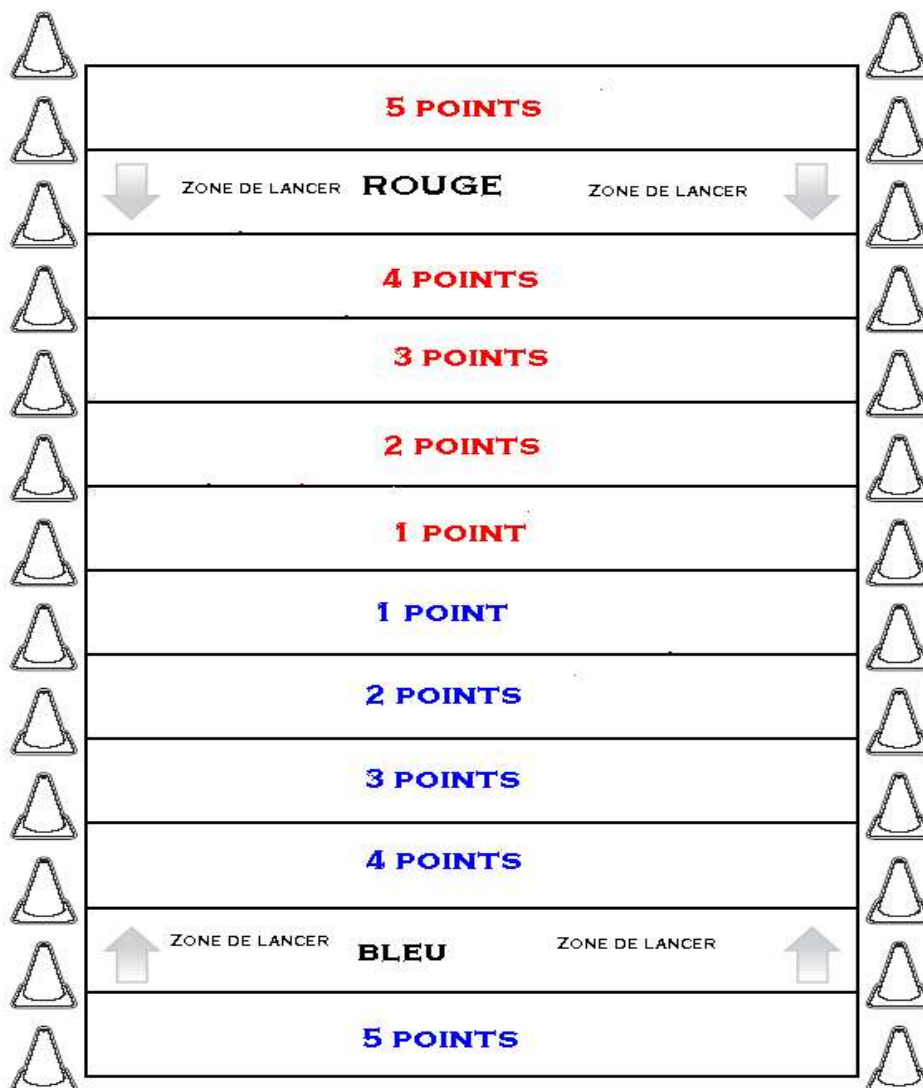 5 POINTS
ZONE DE LANCER ROUGE ZONE DE LANCER
4 POINTS
3 POINTS
2 POINTS
1 POINT
1 POINT
2 POINTS
3 POINTS
4 POINTS
ZONE DE LANCER BLEU ZONE DE LANCER
5 POINTS